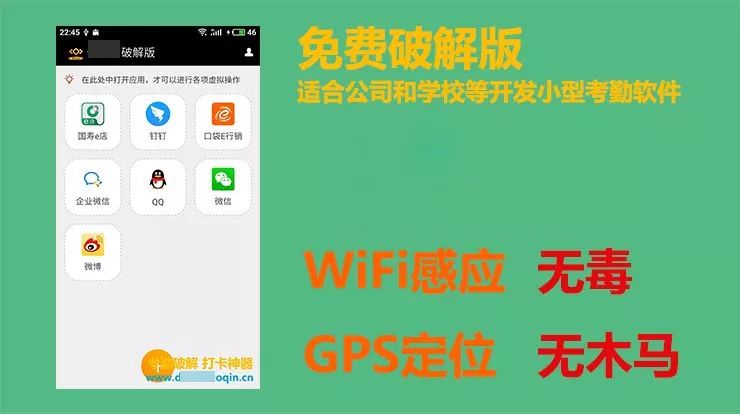 22:45
4:46
破解版
在此处中打开应用，才可以进行各项虚拟操作
国寿e店
钉钉
口袋E行销
企业微信
QQ
微信
微博
破解 打卡神器
www.d
oqin.cn
免费破解版
适合公司和学校等开发小型考勤软件
WiFi感应 无毒
GPS定位 无木马